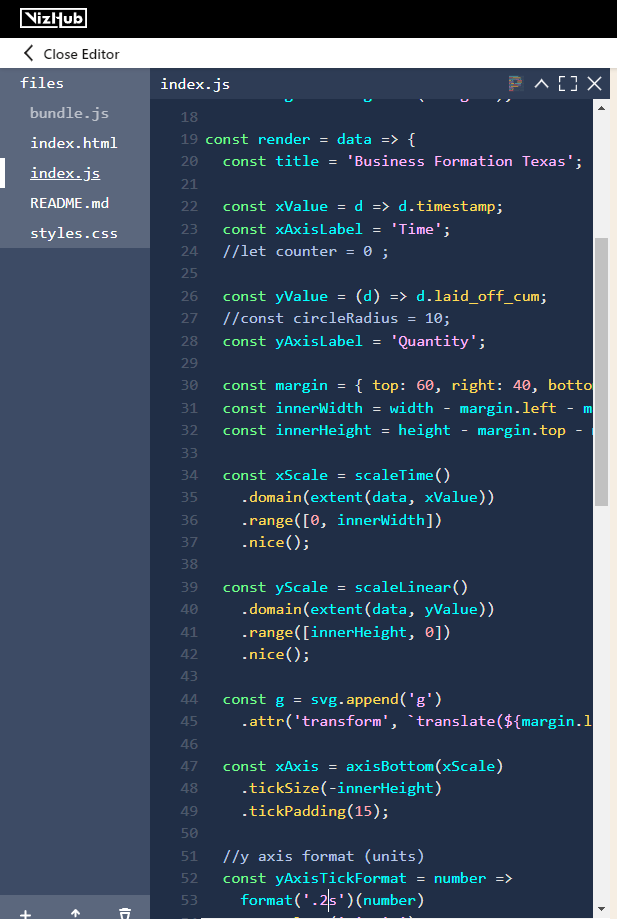 VizHub
Close Editor
files
bundle.js
index.html
index.js
README.md
styles.css
index.js
18
19 const render = data => {
20 const title = 'Business Formation Texas';
21
22 const xValue = d => d.timestamp;
23 const xAxisLabel = 'Time';
24 //let counter = 0 ;
25
26 const yValue = (d) => d.laid_off_cum;
27 //const circleRadius = 10;
28 const yAxisLabel = 'Quantity';
29
30 const margin = { top: 60, right: 40, botto
31 const innerWidth = width - margin.left - m
32 const innerHeight = height - margin.top -
33
34 const xScale = scaleTime()
35 .domain(extent(data, xValue))
36 .range([0, innerWidth])
37 .nice();
38
39 const yScale = scaleLinear()
40 .domain(extent(data, yValue))
41 .range([innerHeight, 0])
42 .nice();
43
44 const g = svg.append('g')
45 .attr('transform', `translate(${margin.l
46
47 const xAxis = axisBottom(xScale)
48 .tickSize(-innerHeight)
49 .tickPadding(15);
50
51 //y axis format (units)
52 const yAxisTickFormat = number =>
53 format('.2s')(number)